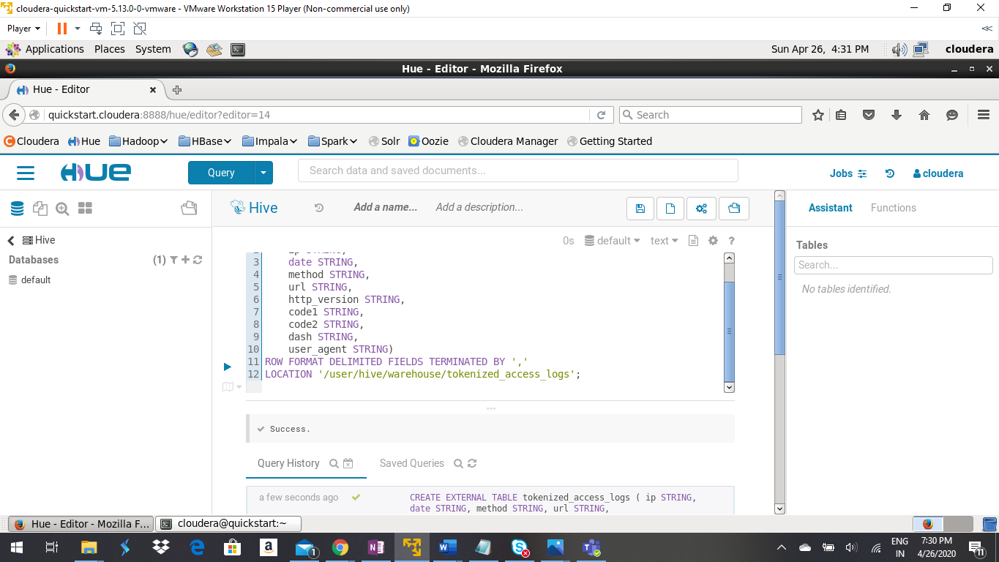 cloudera-quickstart-vm-5.13.0-0-vmware - VMware Workstation 15 Player (Non-commercial use only)
Player
Applications Places System
Sun Apr 26, 4:31 PM cloudera
Hue - Editor - Mozilla Firefox
Hue - Editor
quickstart.cloudera:8888/hue/editor?editor=14
Search
Cloudera Hue Hadoop HBase Impala Spark Solr Oozie Cloudera Manager Getting Started
HUE
Query
Search data and saved documents...
Jobs
cloudera
Hive
Add a name...
Add a description...
Assistant
Functions
Hive
Databases (1)
default
0s default text ?
Tables
Search...
No tables identified.
2 ip STRING,
3 date STRING,
4 method STRING,
5 url STRING,
6 http_version STRING,
7 code1 STRING,
8 code2 STRING,
9 dash STRING,
10 user_agent STRING)
11 ROW FORMAT DELIMITED FIELDS TERMINATED BY ','
12 LOCATION '/user/hive/warehouse/tokenized_access_logs';
Success.
Query History
Saved Queries
a few seconds ago
CREATE EXTERNAL TABLE tokenized_access_logs ( ip STRING,
date STRING, method STRING, url STRING,
Hue - Editor - Mozilla F...
cloudera@quickstart:~
ENG
IN
7:30 PM
4/26/2020
1
11